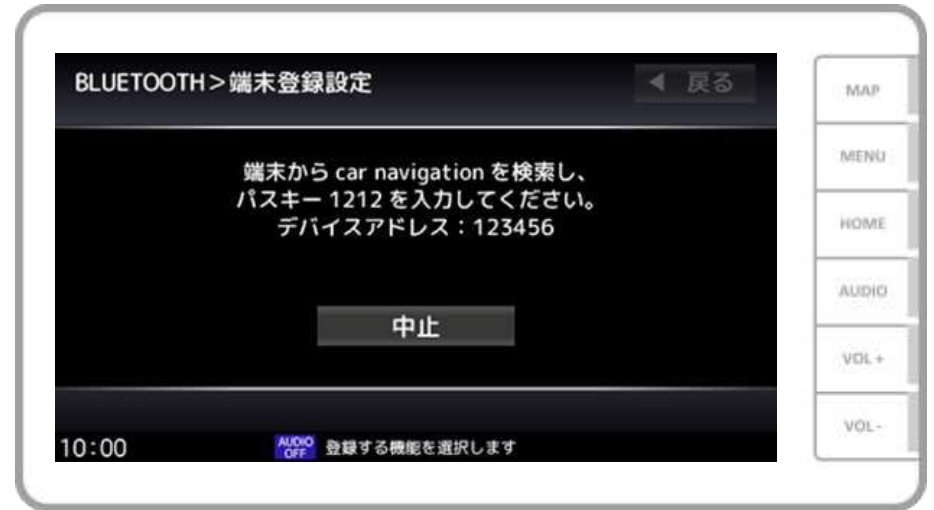 BLUETOOTH>端末登録設定
◀ 戻る
端末から car navigation を検索し、
パスキー 1212 を入力してください。
デバイスアドレス：123456
中止
10:00
AUDIO
OFF
登録する機能を選択します
MAP
MENU
HOME
AUDIO
VOL +
VOL -